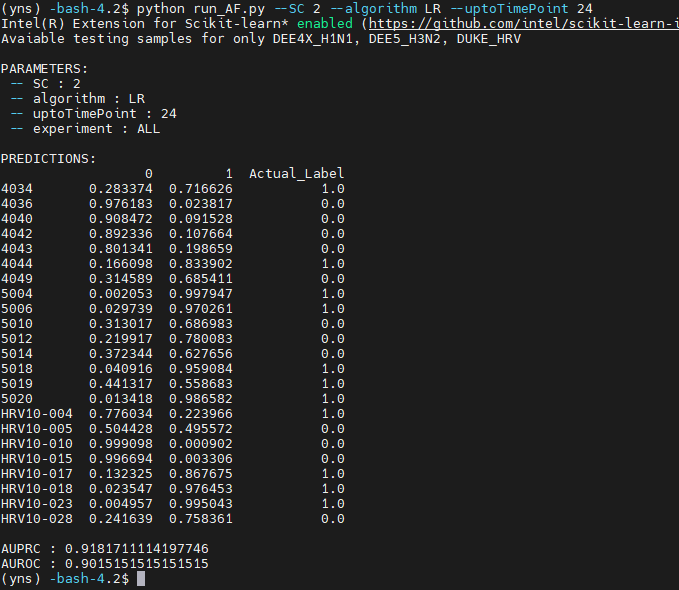 (yns) -bash-4.2$ python run_AF.py --SC 2 --algorithm LR --uptoTimePoint 24
Intel(R) Extension for Scikit-learn* enabled (https://github.com/intel/scikit-learn-i
Avaiable testing samples for only DEE4X_H1N1, DEE5_H3N2, DUKE_HRV
PARAMETERS:
-- SC : 2
-- algorithm : LR
-- uptoTimePoint : 24
-- experiment : ALL
PREDICTIONS:
0 1 Actual_Label
4034 0.283374 0.716626 1.0
4036 0.976183 0.023817 0.0
4040 0.908472 0.091528 0.0
4042 0.892336 0.107664 0.0
4043 0.801341 0.198659 0.0
4044 0.166098 0.833902 1.0
4049 0.314589 0.685411 0.0
5004 0.002053 0.997947 1.0
5006 0.029739 0.970261 1.0
5010 0.313017 0.686983 0.0
5012 0.219917 0.780083 0.0
5014 0.372344 0.627656 0.0
5018 0.040916 0.959084 1.0
5019 0.441317 0.558683 1.0
5020 0.013418 0.986582 1.0
HRV10-004 0.776034 0.223966 1.0
HRV10-005 0.504428 0.495572 0.0
HRV10-010 0.999098 0.000902 0.0
HRV10-015 0.996694 0.003306 0.0
HRV10-017 0.132325 0.867675 1.0
HRV10-018 0.023547 0.976453 1.0
HRV10-023 0.004957 0.995043 1.0
HRV10-028 0.241639 0.758361 0.0
AUPRC : 0.9181711114197746
AUROC : 0.9015151515151515
(yns) -bash-4.2$